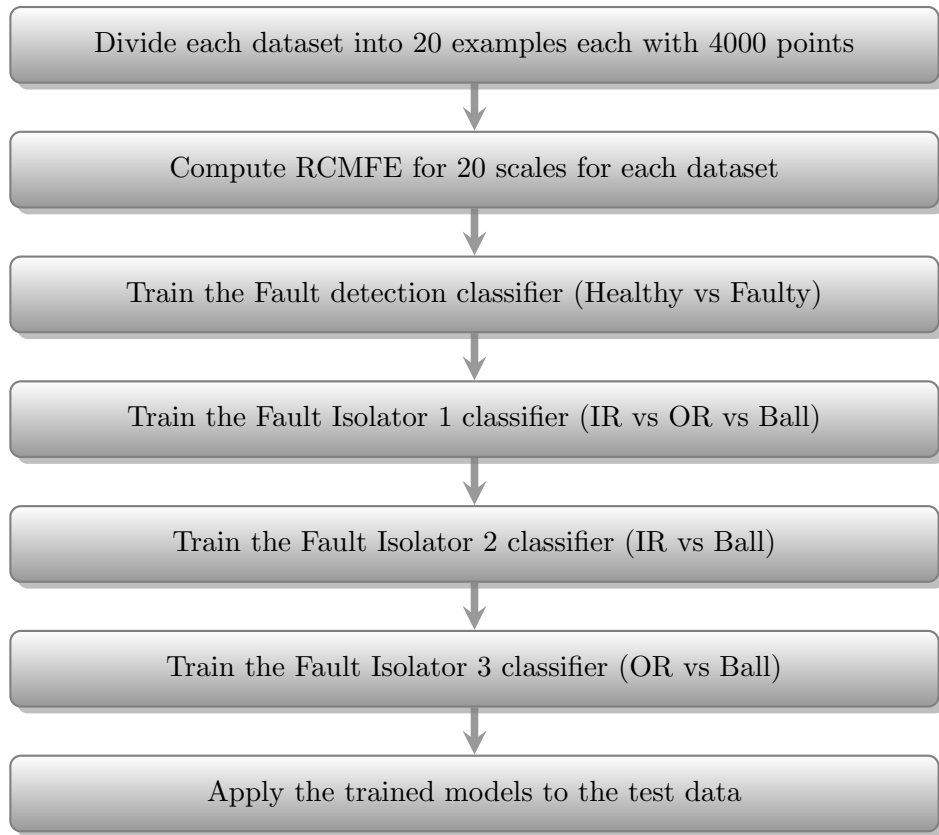 Divide each dataset into 20 examples each with 4000 points
Compute RCMFE for 20 scales for each dataset
Train the Fault detection classifier (Healthy vs Faulty)
Train the Fault Isolator 1 classifier (IR vs OR vs Ball)
Train the Fault Isolator 2 classifier (IR vs Ball)
Train the Fault Isolator 3 classifier (OR vs Ball)
Apply the trained models to the test data